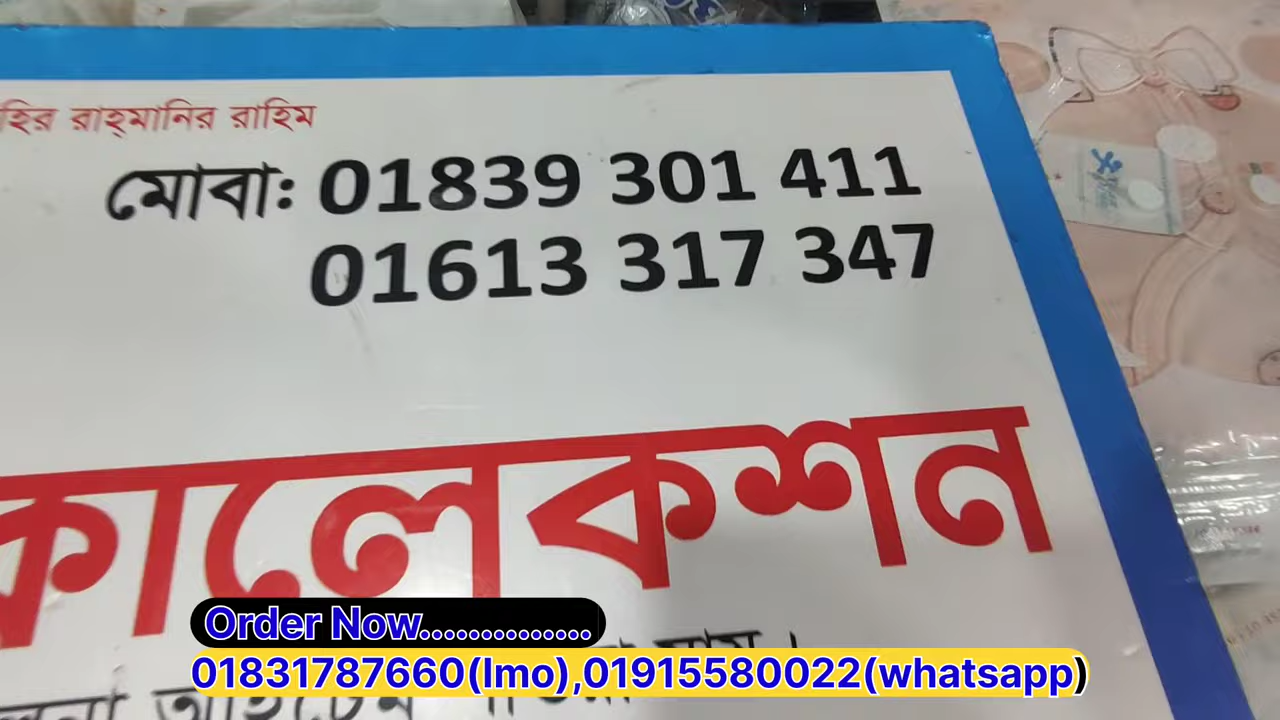 রাহ্‌মানির রাহিম
মোবাঃ 01839 301 411
01613 317 347
কালেকশন
Order Now..............
01831787660(Imo),01915580022(whatsapp)